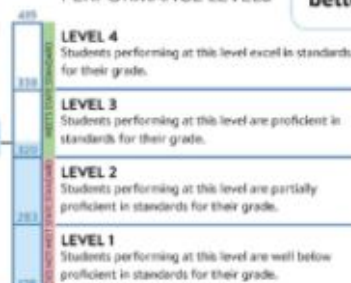 PERFORMANCE LEVELS
bett
LEVEL 4
Students performing at this level excel in standards
for their grade.
LEVEL 3
Students performing at this level are proficient in
standards for their grade.
320
LEVEL 2
Students performing at this level are partially
proficient in standards for their grade.
283
LEVEL 1
Students performing at this level are well below
proficient in standards for their grade.
MEETS STATE STANDARD
DO NOT MEET STATE STANDARD